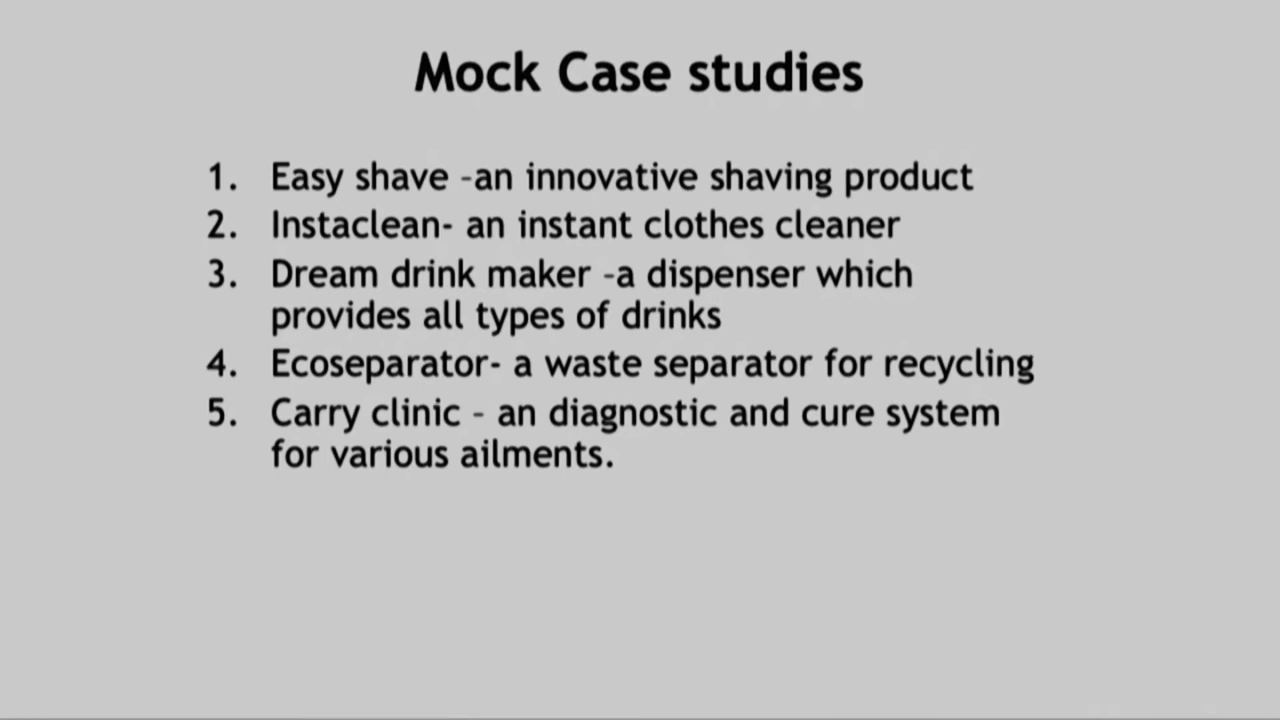 Mock Case studies
1. Easy shave –an innovative shaving product
2. Instaclean- an instant clothes cleaner
3. Dream drink maker –a dispenser which
provides all types of drinks
4. Ecoseparator- a waste separator for recycling
5. Carry clinic – an diagnostic and cure system
for various ailments.